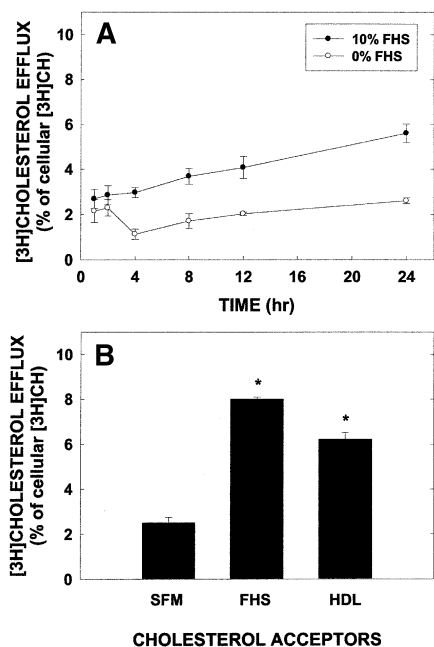 A
10% FHS
0% FHS
[3H]CHOLESTEROL EFFLUX
(% of cellular [3H]CH)
10
8
6
4
2
0
0
4
8
12
16
20
24
TIME (hr)
B
[3H]CHOLESTEROL EFFLUX
(% of cellular [3H]CH)
10
8
6
4
2
0
*
*
SFM
FHS
HDL
CHOLESTEROL ACCEPTORS